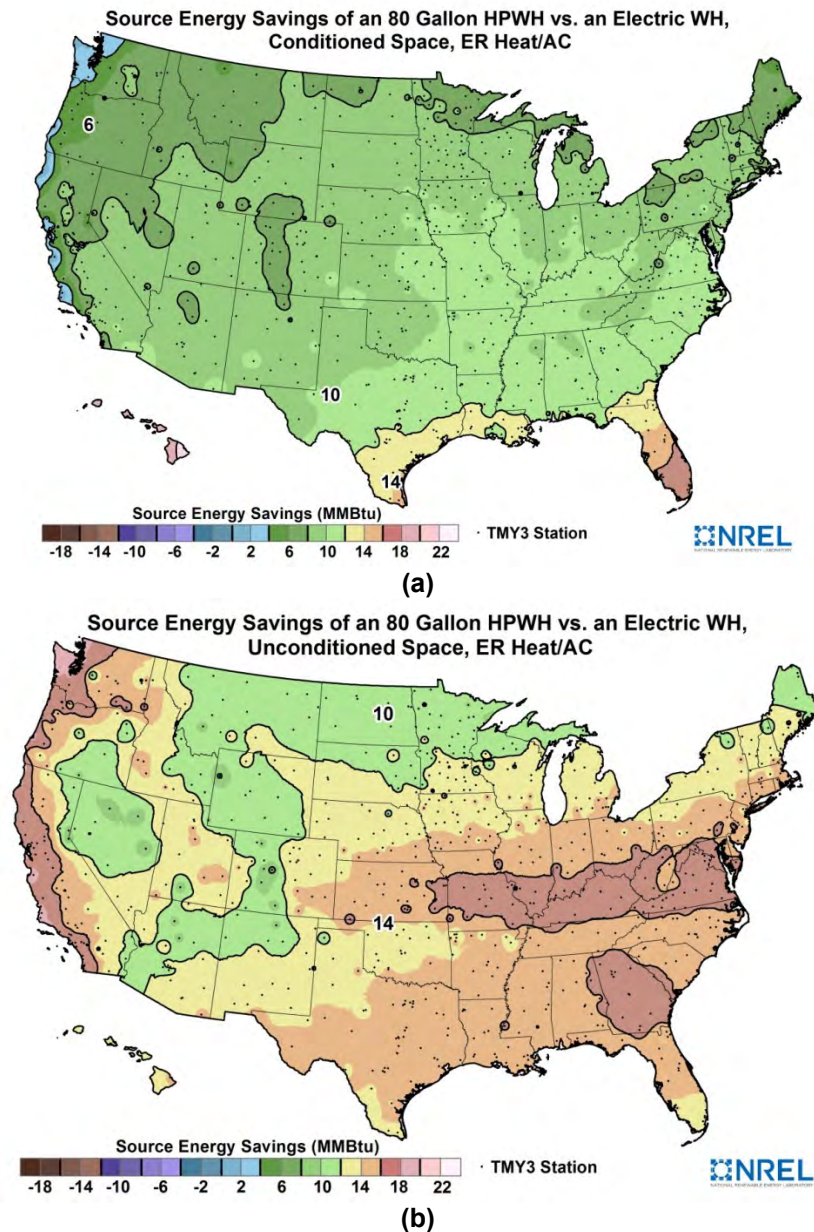 Source Energy Savings of an 80 Gallon HPWH vs. an Electric WH,
Conditioned Space, ER Heat/AC
6
10
14
Source Energy Savings (MMBtu)
-18 -14 -10 -6 -2 2 6 10 14 18 22
· TMY3 Station
NREL
NATIONAL RENEWABLE ENERGY LABORATORY
(a)
Source Energy Savings of an 80 Gallon HPWH vs. an Electric WH,
Unconditioned Space, ER Heat/AC
10
14
Source Energy Savings (MMBtu)
-18 -14 -10 -6 -2 2 6 10 14 18 22
· TMY3 Station
NREL
NATIONAL RENEWABLE ENERGY LABORATORY
(b)